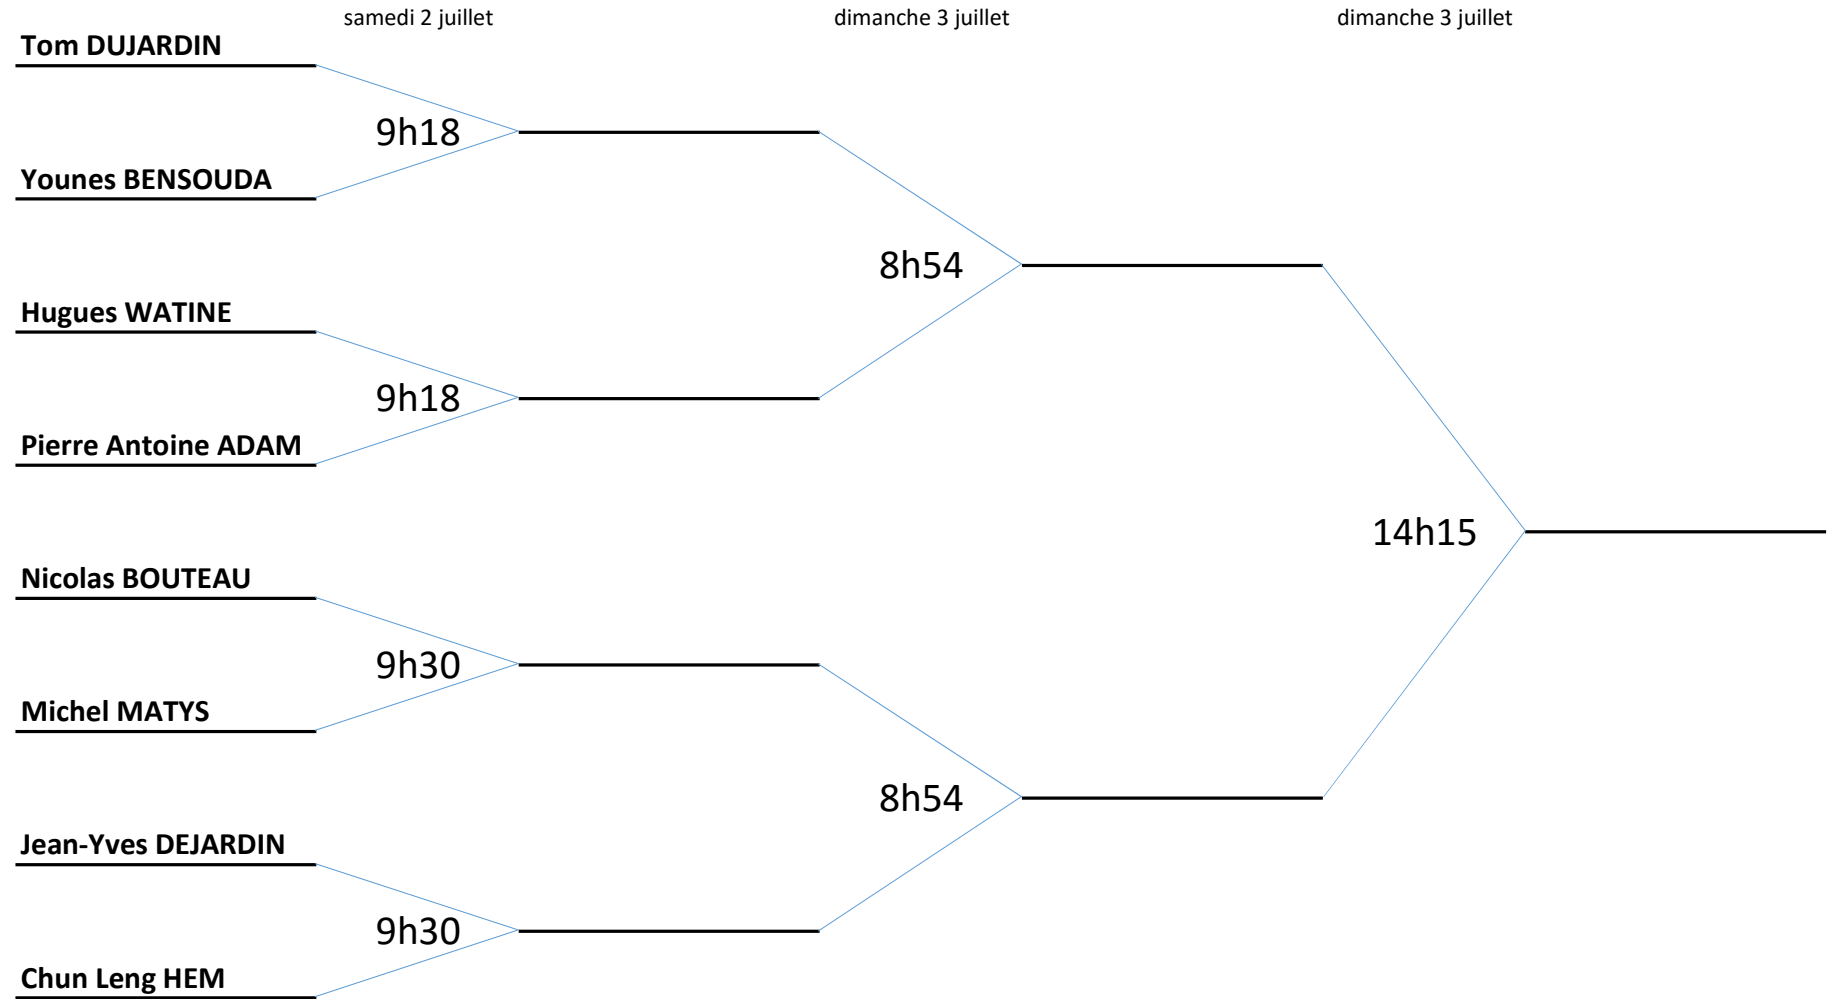 samedi 2 juillet
dimanche 3 juillet
dimanche 3 juillet
Tom DUJARDIN
9h18
Younes BENSOUDA
8h54
Hugues WATINE
9h18
Pierre Antoine ADAM
14h15
Nicolas BOUTEAU
9h30
Michel MATYS
8h54
Jean-Yves DEJARDIN
9h30
Chun Leng HEM